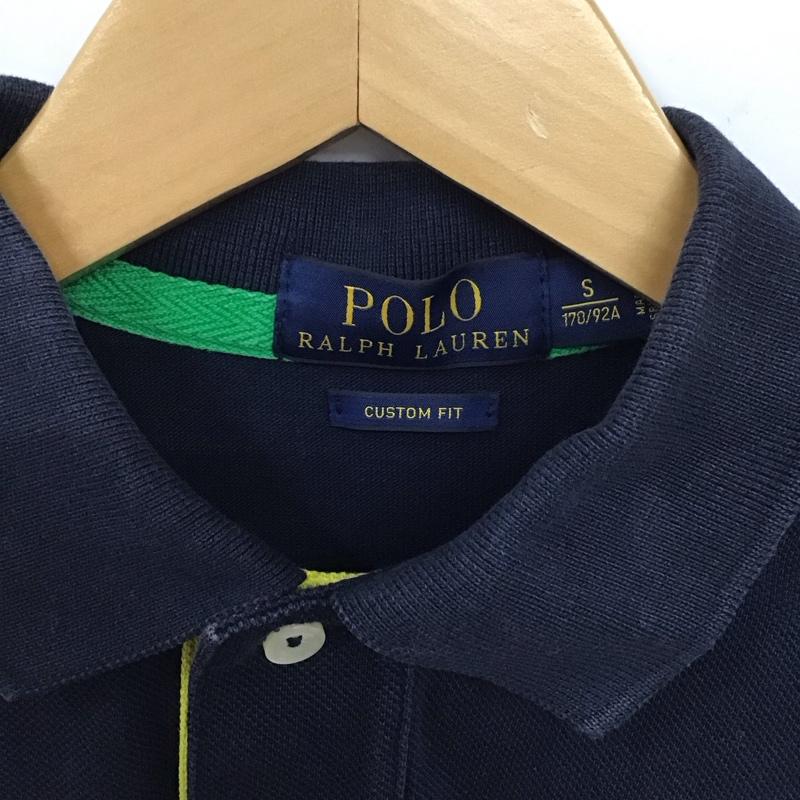 POLO
RALPH LAUREN
S
170/92A
CUSTOM FIT